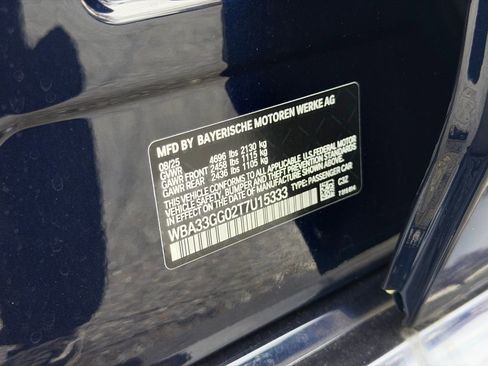 MFD BY BAYERISCHE MOTOREN WERKE AG
08/25
GVWR 4696 lbs 2130 kg
GAWR FRONT 2458 lbs 1115 kg
GAWR REAR 2436 lbs 1105 kg
THIS VEHICLE CONFORMS TO ALL APPLICABLE U.S. FEDERAL MOTOR
VEHICLE SAFETY, BUMPER, AND THEFT PREVENTION STANDARDS
IN EFFECT ON THE DATE OF MANUFACTURE SHOWN ABOVE.
WBA33GG02T7U15333
TYPE: PASSENGER CAR
C3Z